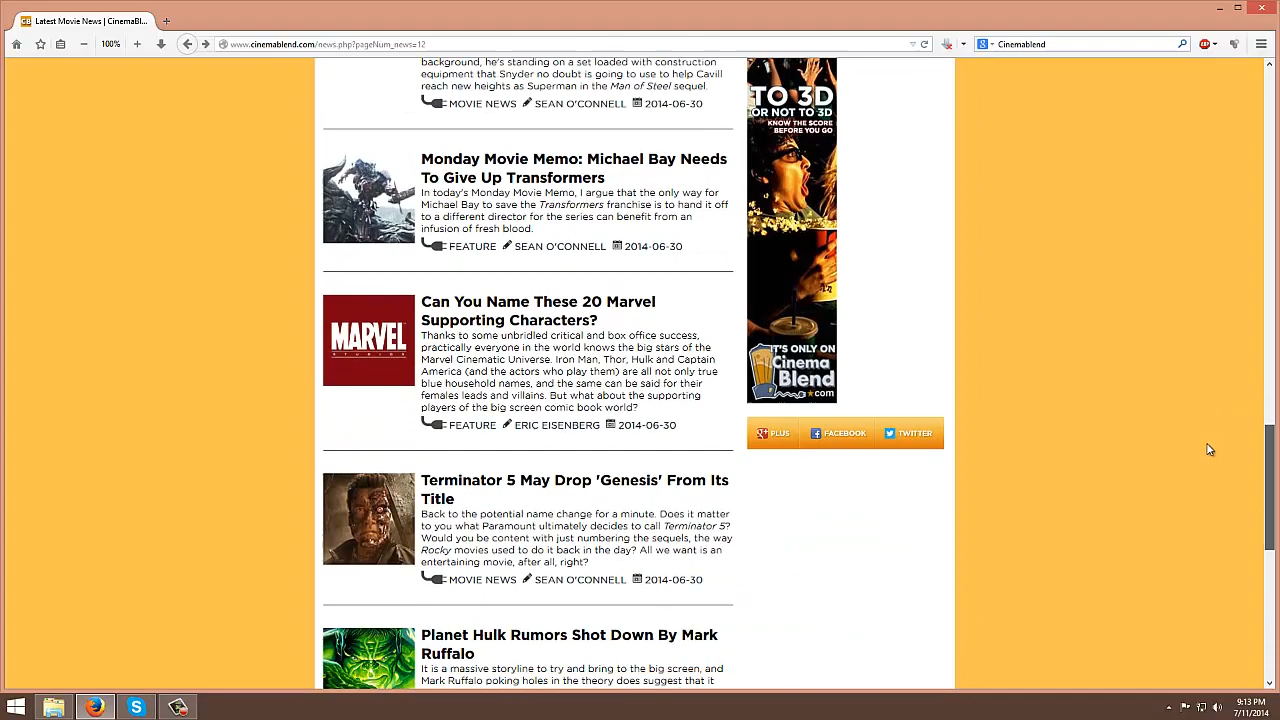 Latest Movie News | CinemaBl...
100%
www.cinemablend.com/news.php?pageNum_news=12
Cinemablend
background, he's standing on a set loaded with construction
equipment that Snyder no doubt is going to use to help Cavill
reach new heights as Superman in the Man of Steel sequel.
MOVIE NEWS SEAN O'CONNELL 2014-06-30
Monday Movie Memo: Michael Bay Needs
To Give Up Transformers
In today's Monday Movie Memo, I argue that the only way for
Michael Bay to save the Transformers franchise is to hand it off
to a different director for the series can benefit from an
infusion of fresh blood.
FEATURE SEAN O'CONNELL 2014-06-30
MARVEL
STUDIOS
Can You Name These 20 Marvel
Supporting Characters?
Thanks to some unbridled critical and box office success,
practically everyone in the world knows the big stars of the
Marvel Cinematic Universe. Iron Man, Thor, Hulk and Captain
America (and the actors who play them) are all not only true
blue household names, and the same can be said for their
females leads and villains. But what about the supporting
players of the big screen comic book world?
FEATURE ERIC EISENBERG 2014-06-30
Terminator 5 May Drop 'Genesis' From Its
Title
Back to the potential name change for a minute. Does it matter
to you what Paramount ultimately decides to call Terminator 5?
Would you be content with just numbering the sequels, the way
Rocky movies used to do it back in the day? All we want is an
entertaining movie, after all, right?
MOVIE NEWS SEAN O'CONNELL 2014-06-30
Planet Hulk Rumors Shot Down By Mark
Ruffalo
It is a massive storyline to try and bring to the big screen, and
Mark Ruffalo poking holes in the theory does suggest that it
TO 3D
OR NOT TO 3D
KNOW THE SCORE
BEFORE YOU GO
IT'S ONLY ON
Cinema
Blend
.com
PLUS FACEBOOK TWITTER
9:13 PM
7/11/2014